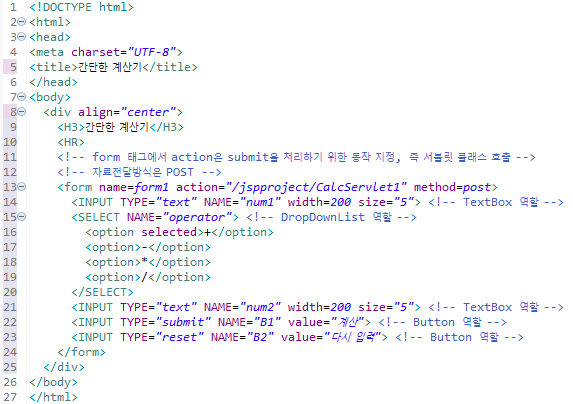 1 <!DOCTYPE html>
2 <html>
3 <head>
4 <meta charset="UTF-8">
5 <title>간단한 계산기</title>
6 </head>
7 <body>
8 <div align="center">
9 <H3>간단한 계산기</H3>
10 <HR>
11 <!-- form 태그에서 action은 submit을 처리하기 위한 동작 지정, 즉 서블릿 클래스 호출 -->
12 <!-- 자료전달방식은 POST -->
13 <form name=form1 action="/jspproject/CalcServlet1" method=post>
14 <INPUT TYPE="text" NAME="num1" width=200 size="5"> <!-- TextBox 역할 -->
15 <SELECT NAME="operator"> <!-- DropDownList 역할 -->
16 <option selected>+</option>
17 <option>-</option>
18 <option>*</option>
19 <option>/</option>
20 </SELECT>
21 <INPUT TYPE="text" NAME="num2" width=200 size="5"> <!-- TextBox 역할 -->
22 <INPUT TYPE="submit" NAME="B1" value="계산"> <!-- Button 역할 -->
23 <INPUT TYPE="reset" NAME="B2" value="다시 입력"> <!-- Button 역할 -->
24 </form>
25 </div>
26 </body>
27 </html>